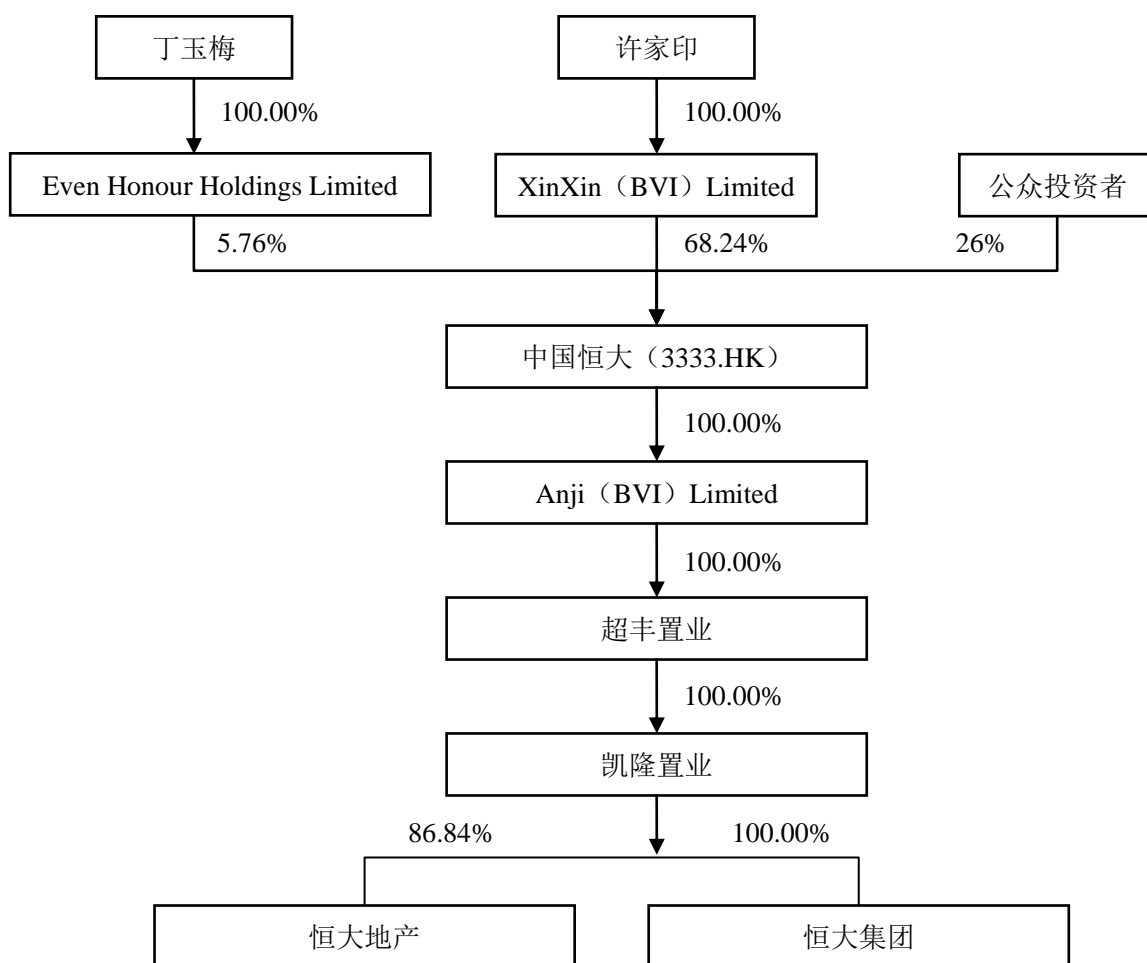 丁玉梅
许家印
100.00%
100.00%
Even Honour Holdings Limited
XinXin（BVI）Limited
公众投资者
5.76%
68.24%
26%
中国恒大（3333.HK）
100.00%
Anji（BVI）Limited
100.00%
超丰置业
100.00%
凯隆置业
86.84%
100.00%
恒大地产
恒大集团